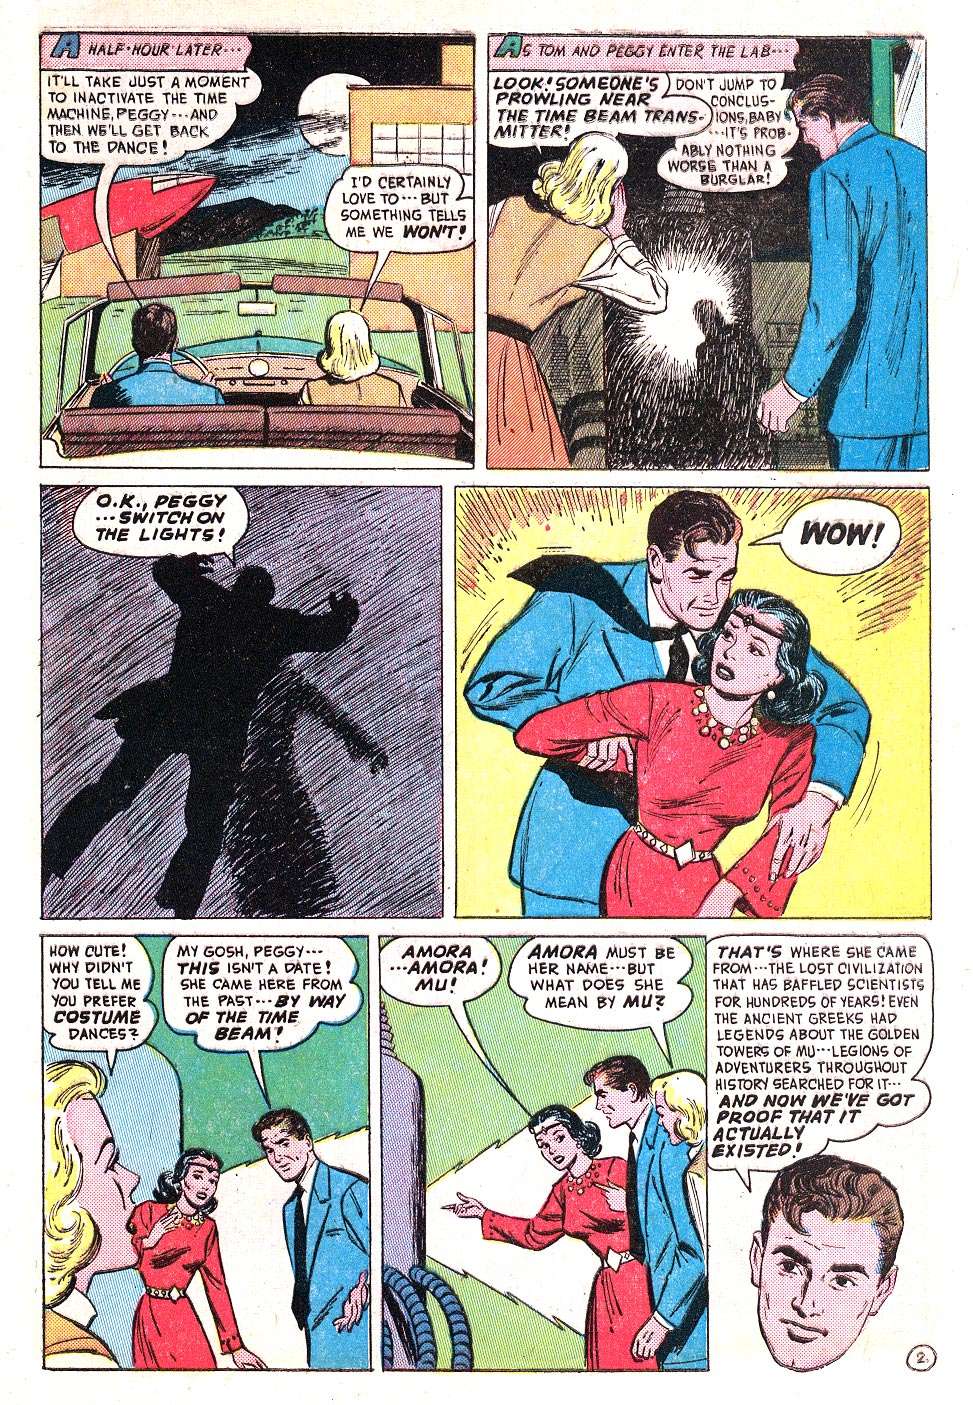 A HALF-HOUR LATER---
IT'LL TAKE JUST A MOMENT
TO INACTIVATE THE TIME
MACHINE, PEGGY---AND
THEN WE'LL GET BACK
TO THE DANCE!
I'D CERTAINLY
LOVE TO---BUT
SOMETHING TELLS
ME WE WON'T!
AS TOM AND PEGGY ENTER THE LAB---
LOOK! SOMEONE'S
PROWLING NEAR
THE TIME BEAM TRANS-
MITTER!
DON'T JUMP TO
CONCLUS-
IONS, BABY
---IT'S PROB-
ABLY NOTHING
WORSE THAN A
BURGLAR!
O.K., PEGGY
---SWITCH ON
THE LIGHTS!
WOW!
HOW CUTE!
WHY DIDN'T
YOU TELL ME
YOU PREFER
COSTUME
DANCES?
MY GOSH, PEGGY---
THIS ISN'T A DATE!
SHE CAME HERE FROM
THE PAST---BY WAY
OF THE TIME
BEAM!
AMORA
---AMORA!
MU!
AMORA MUST BE
HER NAME---BUT
WHAT DOES SHE
MEAN BY MU?
THAT'S WHERE SHE CAME
FROM---THE LOST CIVILIZATION
THAT HAS BAFFLED SCIENTISTS
FOR HUNDREDS OF YEARS! EVEN
THE ANCIENT GREEKS HAD
LEGENDS ABOUT THE GOLDEN
TOWERS OF MU---LEGIONS OF
ADVENTURERS THROUGHOUT
HISTORY SEARCHED FOR IT---
AND NOW WE'VE GOT
PROOF THAT IT
ACTUALLY
EXISTED!
2.